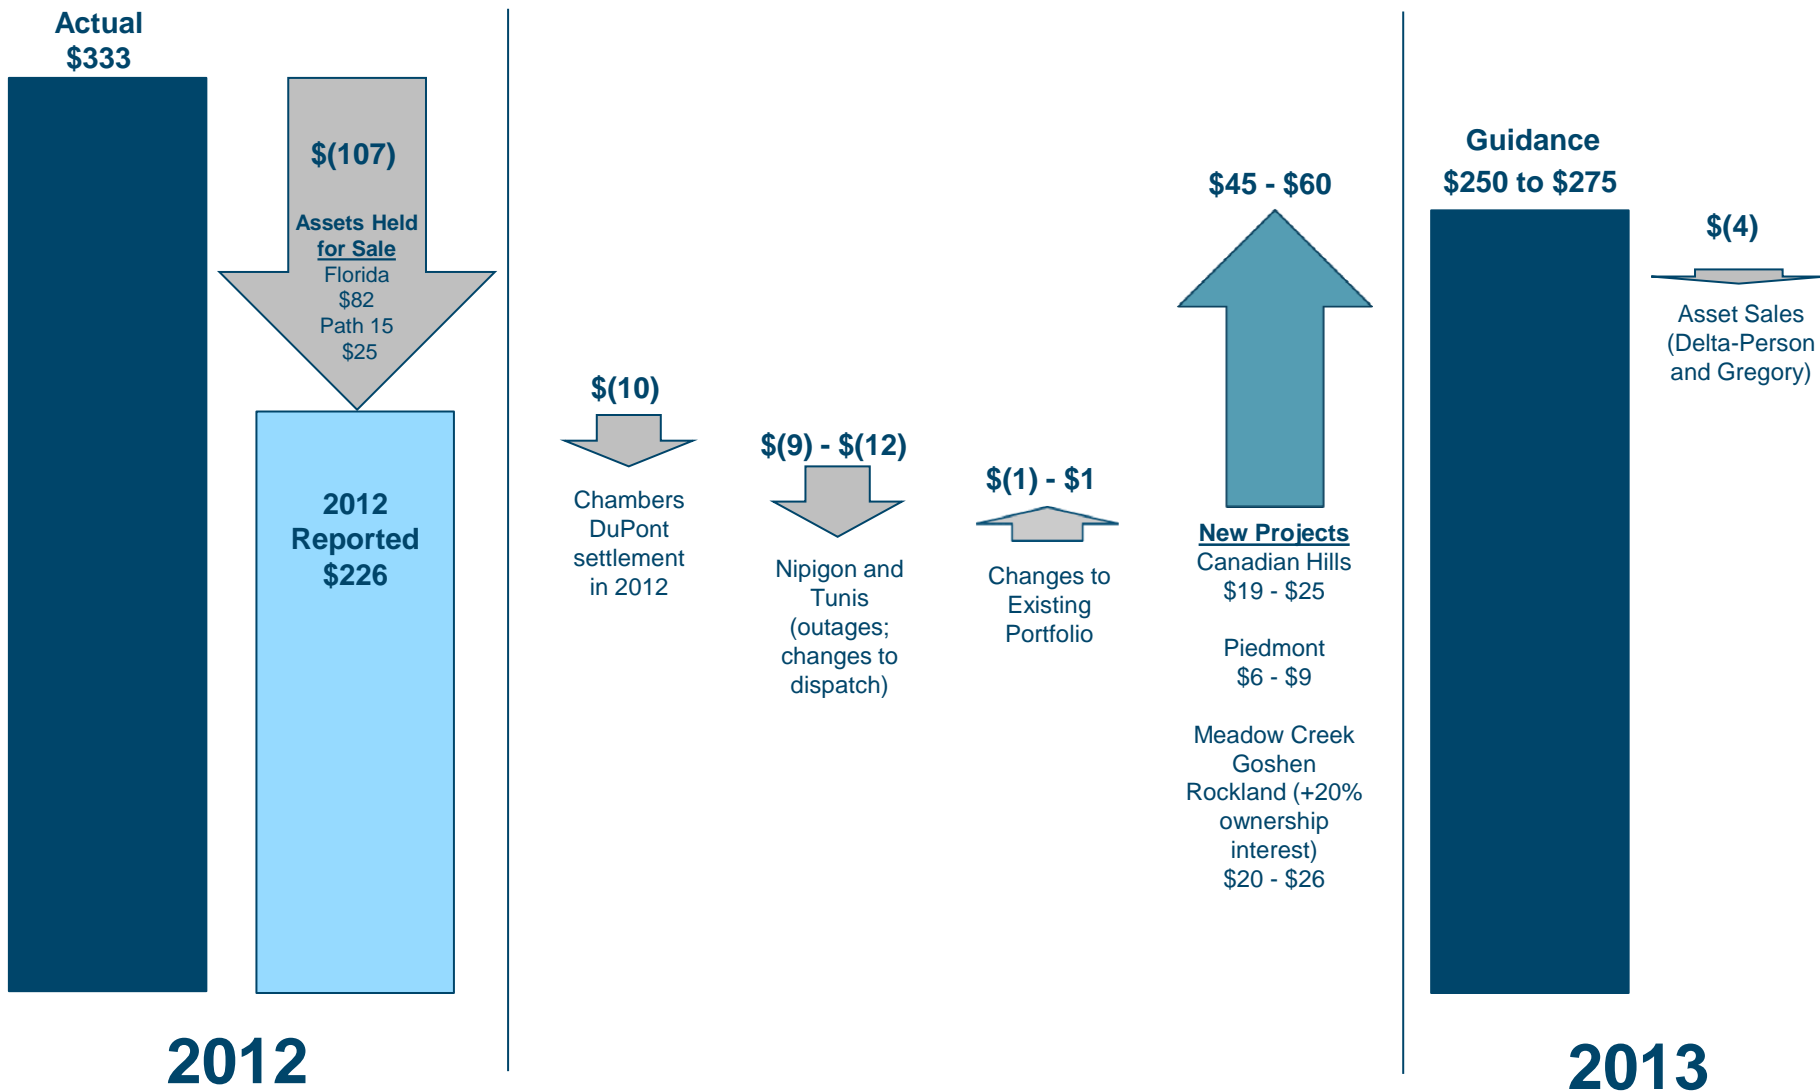 Actual
$333
$(107)
Assets Held
for Sale
Florida
$82
Path 15
$25
2012
Reported
$226
2012
$(10)
Chambers
DuPont
settlement
in 2012
$(9) - $(12)
Nipigon and
Tunis
(outages;
changes to
dispatch)
$(1) - $1
Changes to
Existing
Portfolio
$45 - $60
New Projects
Canadian Hills
$19 - $25
Piedmont
$6 - $9
Meadow Creek
Goshen
Rockland (+20%
ownership
interest)
$20 - $26
Guidance
$250 to $275
$(4)
Asset Sales
(Delta-Person
and Gregory)
2013